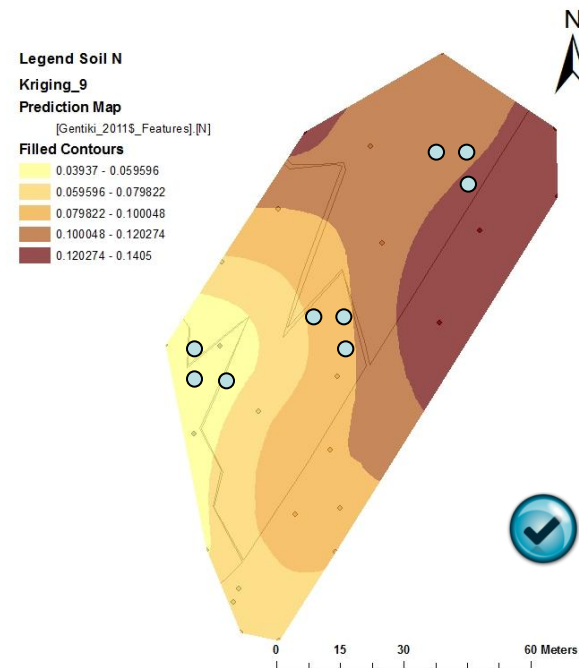 N
Legend Soil N
Kriging_9
Prediction Map
[Gentiki_2011$_Features].[N]
Filled Contours
0.03937 - 0.059596
0.059596 - 0.079822
0.079822 - 0.100048
0.100048 - 0.120274
0.120274 - 0.1405
0 15 30 60 Meters